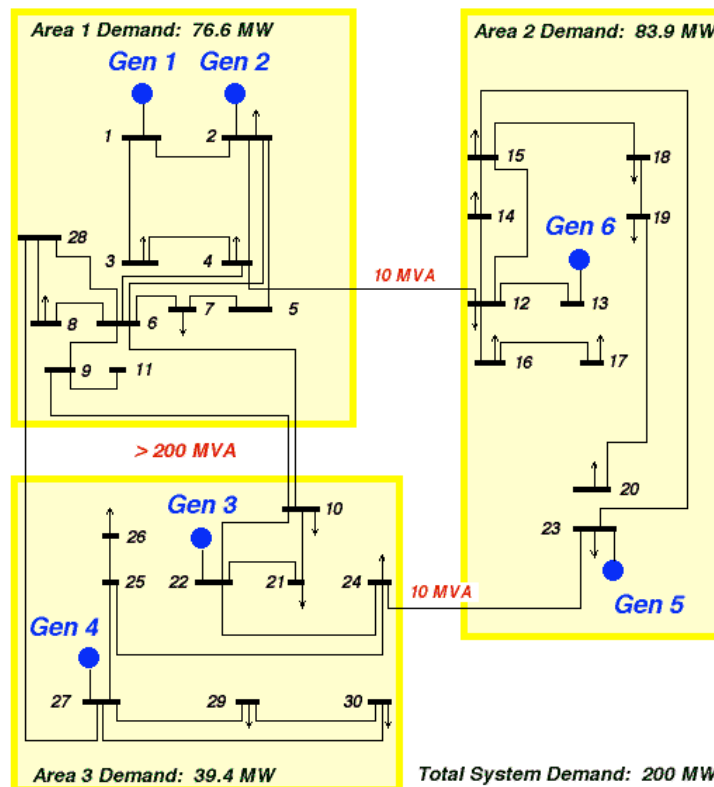 Area 1 Demand: 76.6 MW
Gen 1 Gen 2
1 2
28
3 4
8 6 7 5
9 11
10 MVA
Area 2 Demand: 83.9 MW
15 18
14 19
Gen 6
12 13
16 17
20
23
Gen 5
> 200 MVA
10
Gen 3
26
25 22 21 24
10 MVA
Gen 4
27 29 30
Area 3 Demand: 39.4 MW
Total System Demand: 200 MW